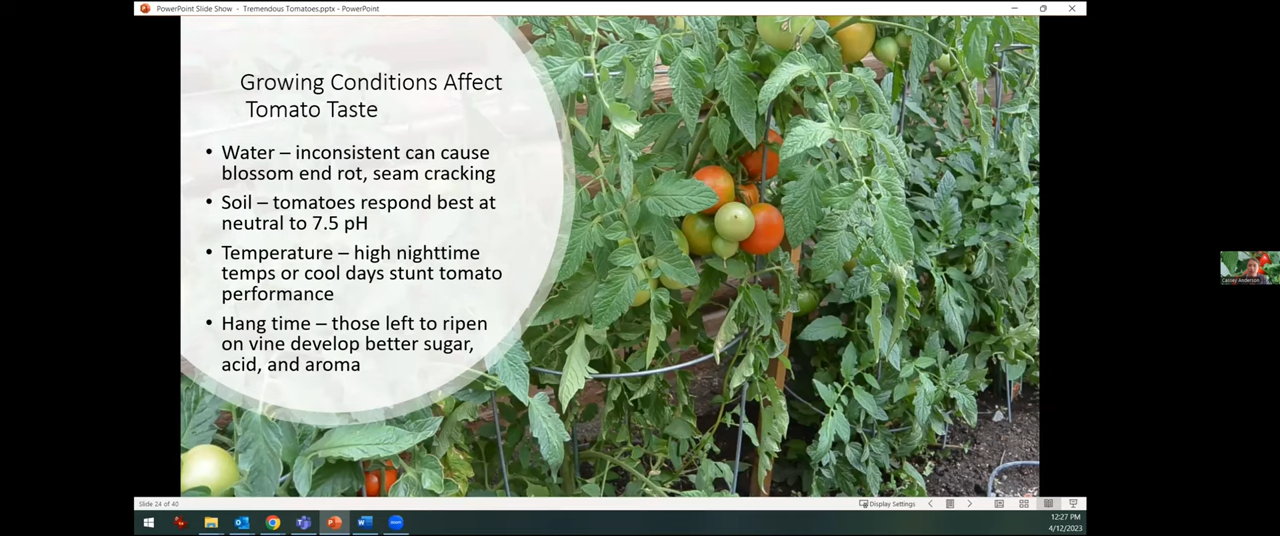 PowerPoint Slide Show - Tremendous Tomatoes.pptx - PowerPoint
Growing Conditions Affect
Tomato Taste
• Water – inconsistent can cause
blossom end rot, seam cracking
• Soil – tomatoes respond best at
neutral to 7.5 pH
• Temperature – high nighttime
temps or cool days stunt tomato
performance
• Hang time – those left to ripen
on vine develop better sugar,
acid, and aroma
Casey Anderson
Slide 24 of 40
Display Settings
12:27 PM
4/12/2023